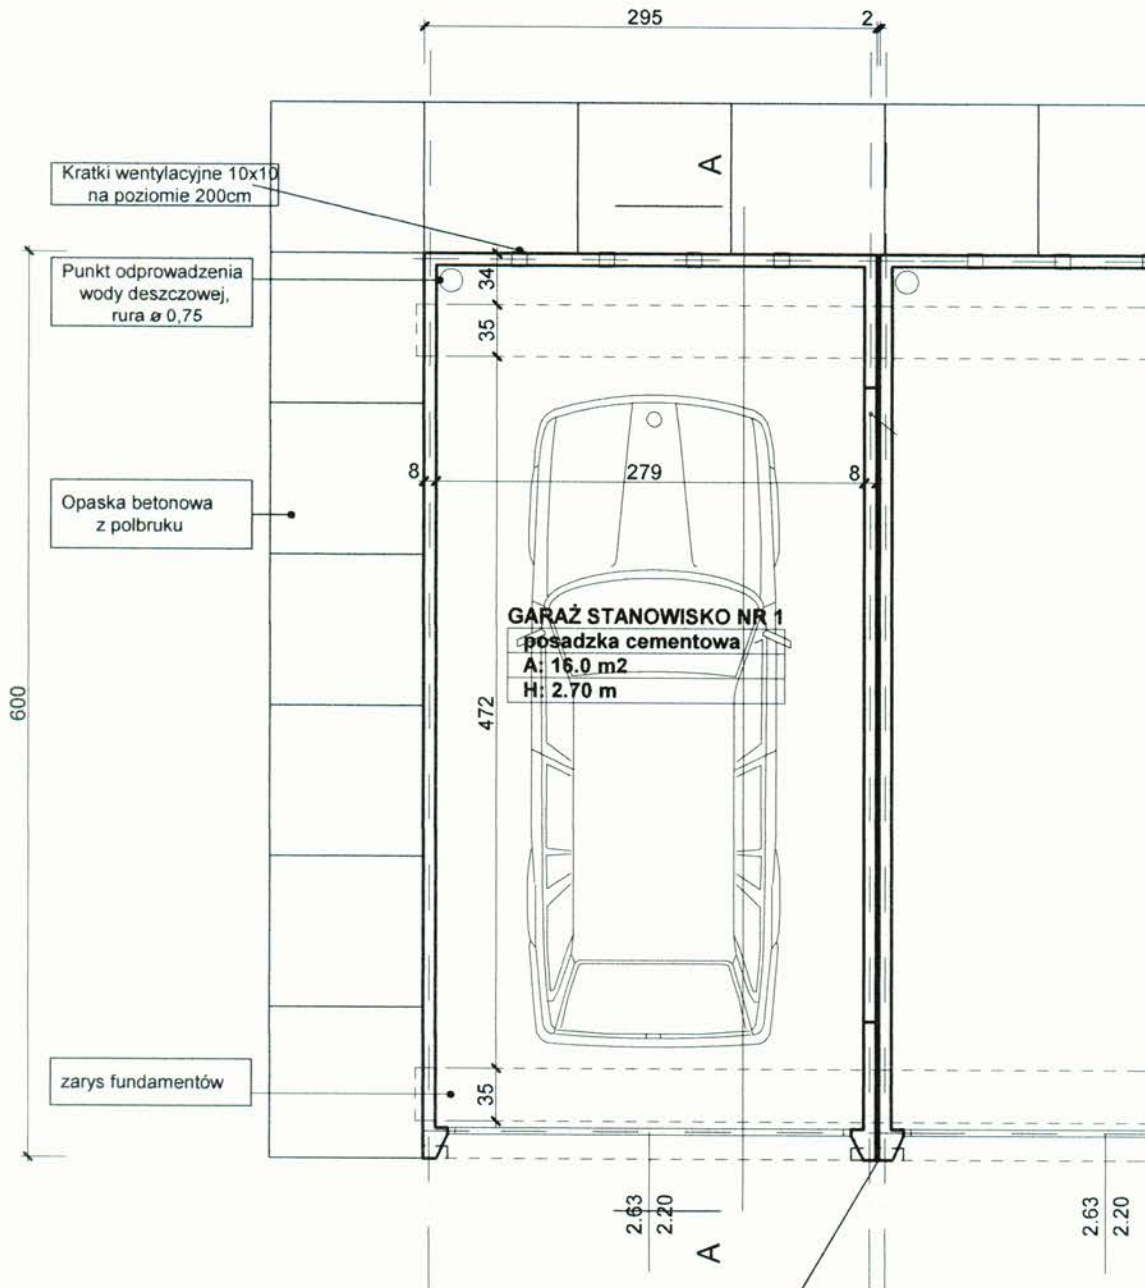 295
2
A
Kratki wentylacyjne 10x10
na poziomie 200cm
Punkt odprowadzenia
wody deszczowej,
rura ø 0,75
34
35
8
279
8
Opaska betonowa
z polbruku
GARAŻ STANOWISKO NR 1
posadzka cementowa
A: 16.0 m2
H: 2.70 m
600
472
zarys fundamentów
35
2.63
2.20
A
2.63
2.20